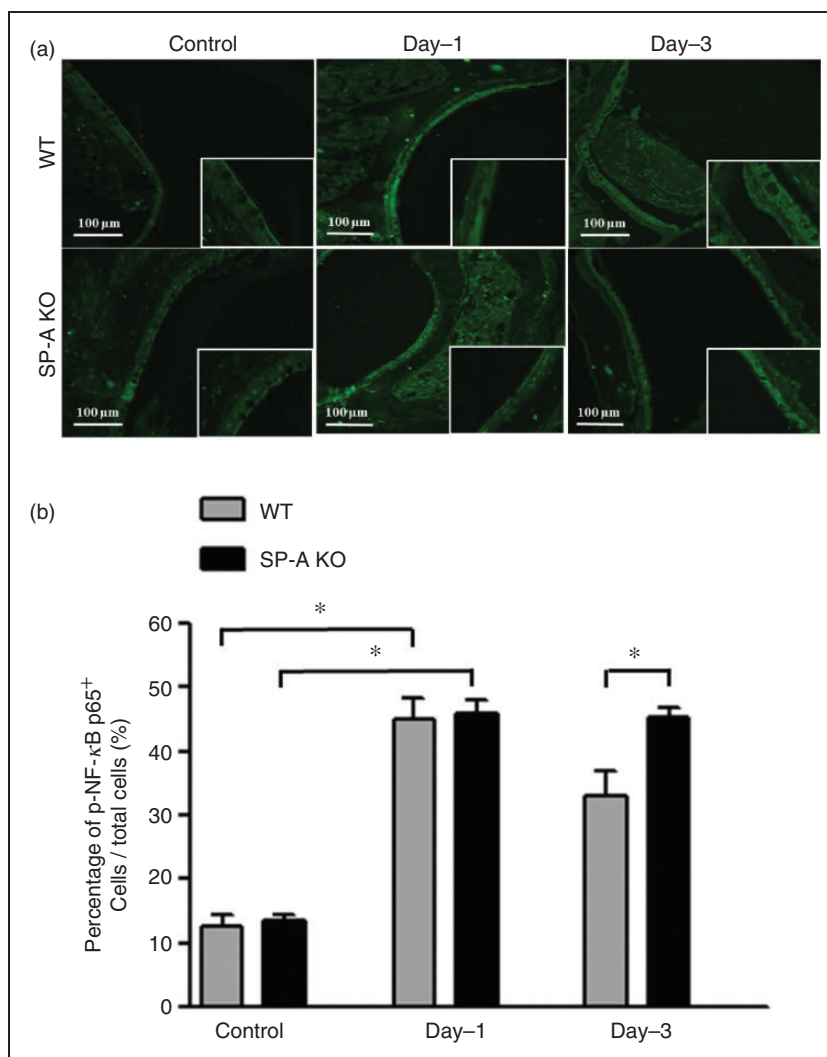 (a)
Control
Day–1
Day–3
WT
100 µm
100 µm
100 µm
SP-A KO
100 µm
100 µm
100 µm
(b)
WT
SP-A KO
*
*
*
Percentage of p-NF-κB p65⁺
Cells / total cells (%)
60
50
40
30
20
10
0
Control
Day–1
Day–3